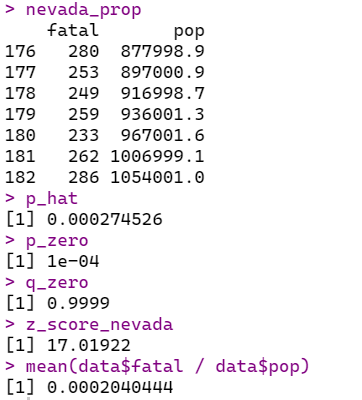 > nevada_prop
    fatal       pop
176   280  877998.9
177   253  897000.9
178   249  916998.7
179   259  936001.3
180   233  967001.6
181   262 1006999.1
182   286 1054001.0
> p_hat
[1] 0.000274526
> p_zero
[1] 1e-04
> q_zero
[1] 0.9999
> z_score_nevada
[1] 17.01922
> mean(data$fatal / data$pop)
[1] 0.0002040444